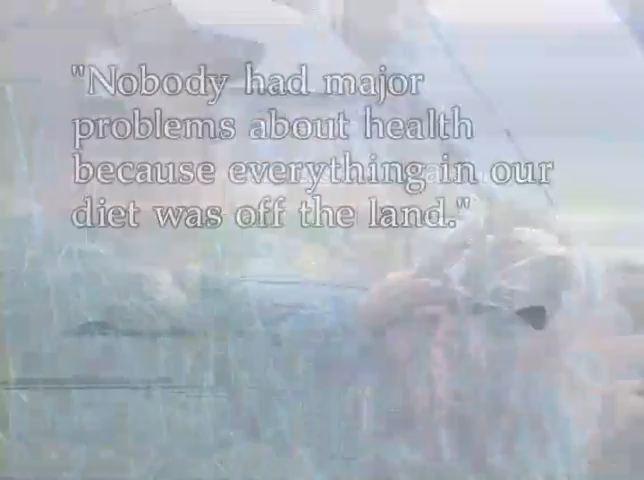 "Nobody had major
problems about health
because everything in our
diet was off the land."